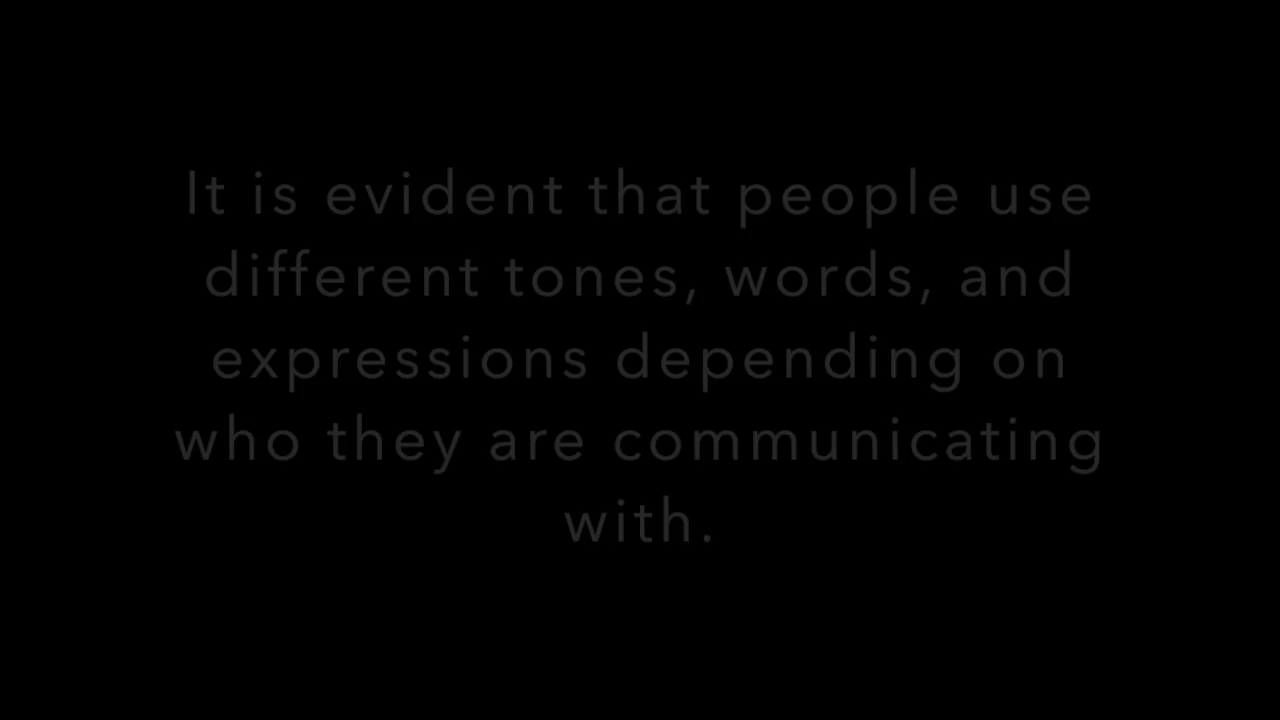 It is evident that people use
different tones, words, and
expressions depending on
who they are communicating
with.